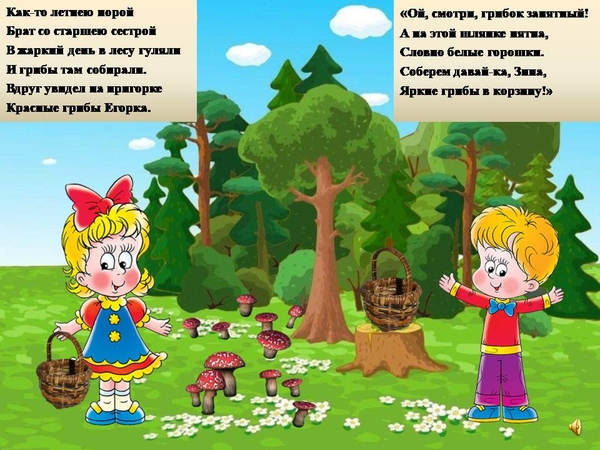 Как-то летнею порой
Брат со старшею сестрой
В жаркий день в лесу гуляли
И грибы там собирали.
Вдруг увидел на пригорке
Красные грибы Егорка.
«Ой, смотри, грибок занятный!
А на этой шляпке пятна,
Словно белые горошки.
Соберем давай-ка, Зина,
Яркие грибы в корзину!»